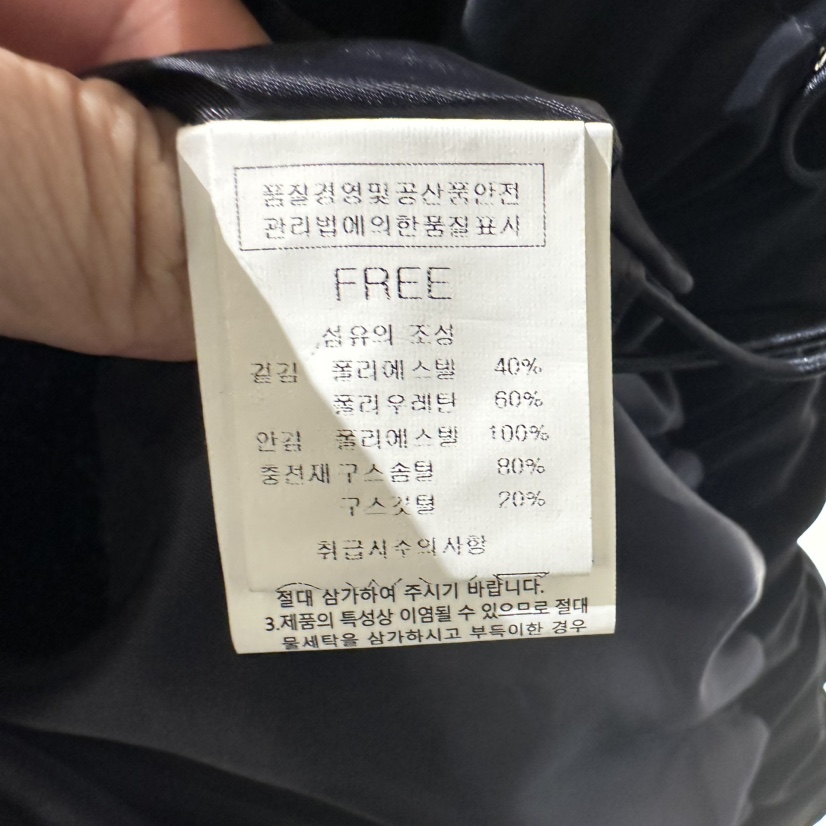 품질경영및공산품안전
관리법에의한품질표시
FREE
섬유의 조성
겉감 폴리에스텔 40%
폴리우레탄 60%
안감 폴리에스텔 100%
충전재 구스솜털 80%
구스깃털 20%
취급시주의사항
절대 삼가하여 주시기 바랍니다.
3.제품의 특성상 이염될 수 있으므로 절대
물세탁을 삼가하시고 부득이한 경우